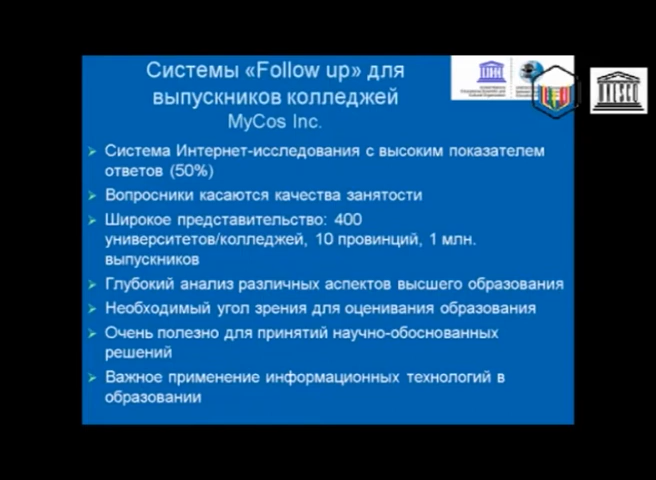 Системы «Follow up» для
выпускников колледжей
MyCos Inc.
Система Интернет-исследования с высоким показателем
ответов (50%)
Вопросники касаются качества занятости
Широкое представительство: 400
университетов/колледжей, 10 провинций, 1 млн.
выпускников
Глубокий анализ различных аспектов высшего образования
Необходимый угол зрения для оценивания образования
Очень полезно для принятий научно-обоснованных
решений
Важное применение информационных технологий в
образовании